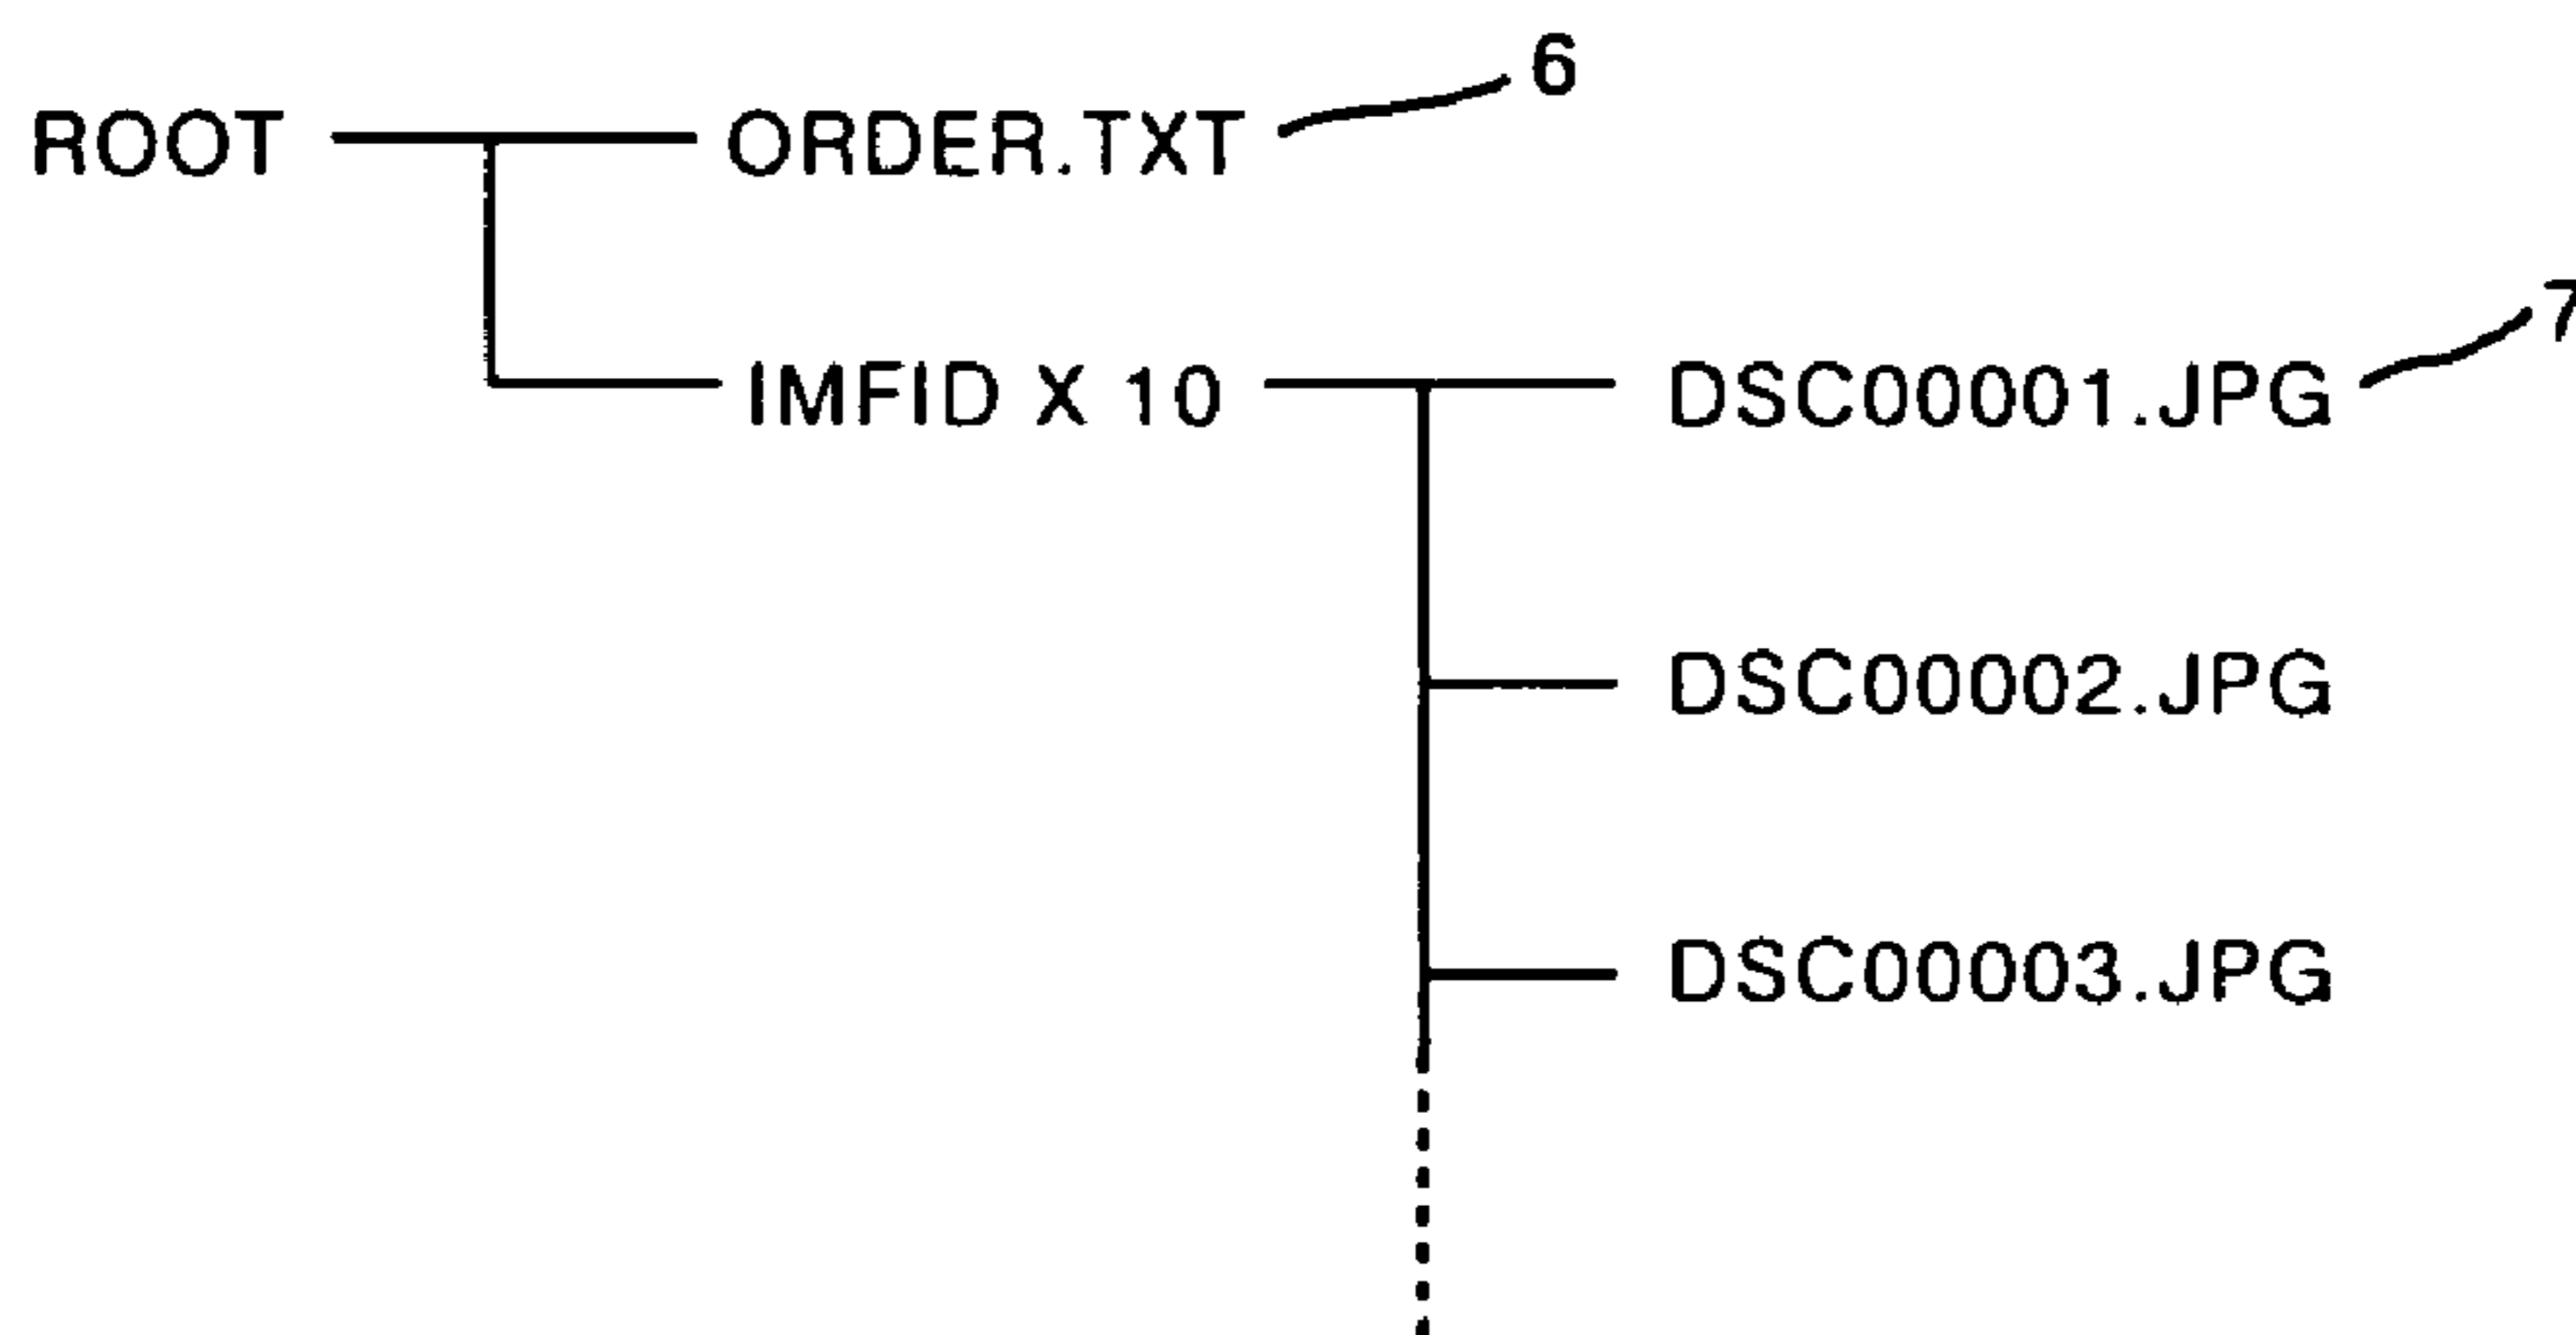 6
ROOT ORDER.TXT
7
IMFID X 10 DSC00001.JPG
DSC00002.JPG
DSC00003.JPG